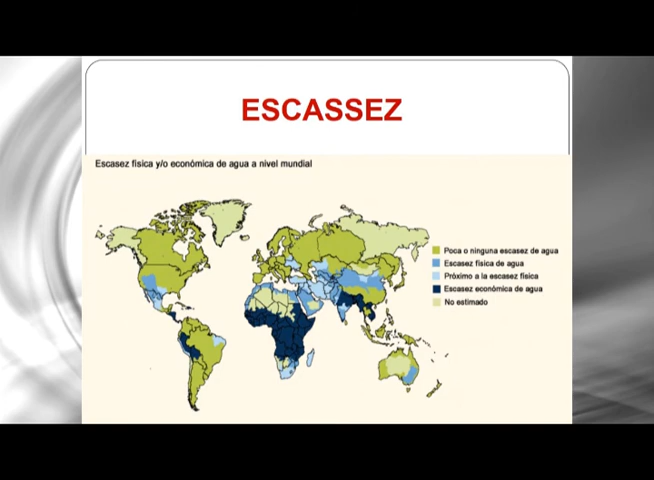 ESCASSEZ
Escasez física y/o económica de agua a nivel mundial
Poca o ninguna escasez de agua
Escasez física de agua
Próximo a la escasez física
Escasez económica de agua
No estimado